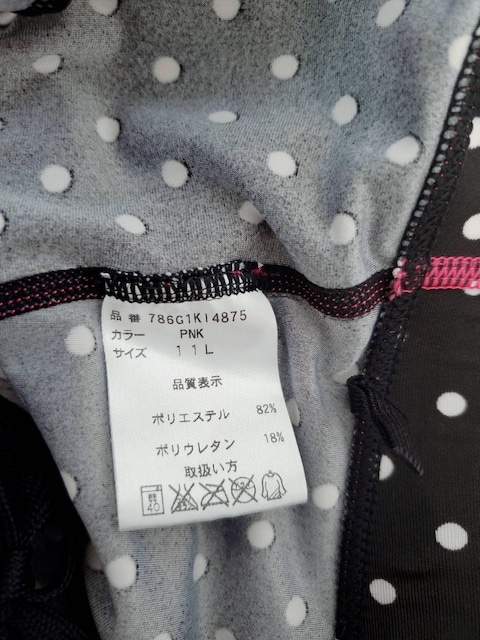 品番 786G1KI4875
カラー PNK
サイズ 11L
品質表示
ポリエステル 82%
ポリウレタン 18%
取扱い方
40